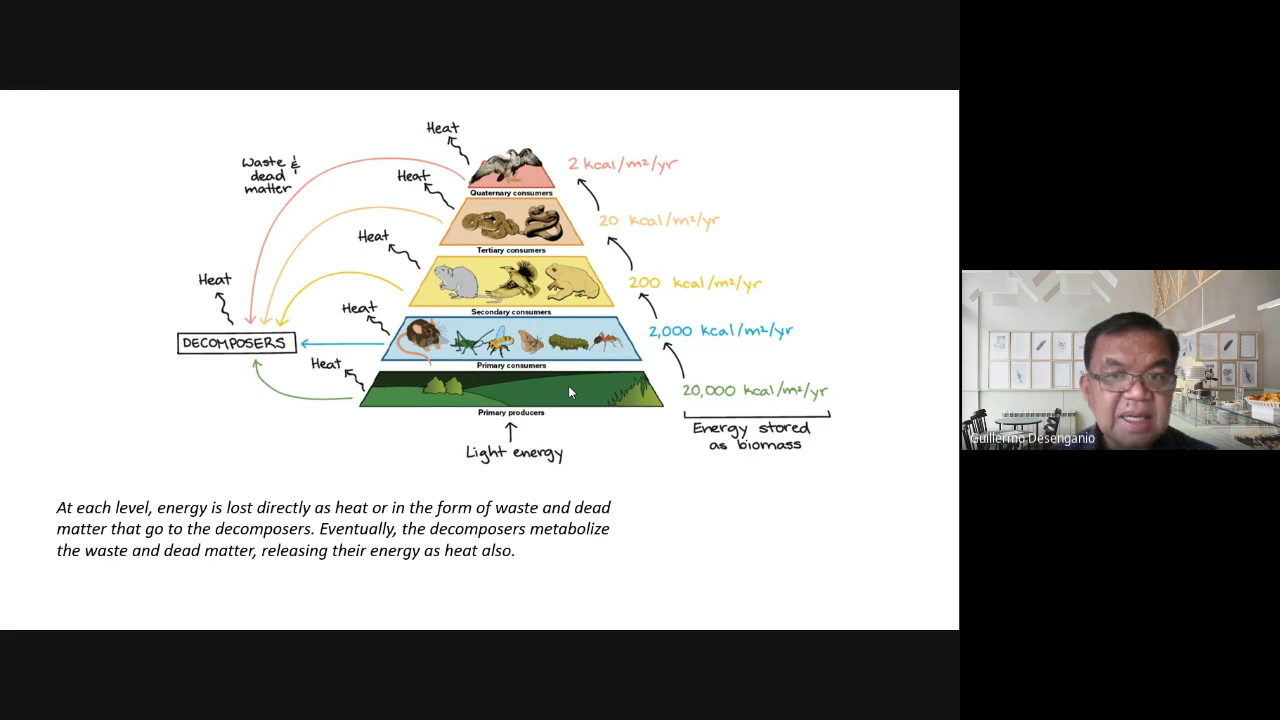 Heat
Waste &
dead
matter
2 kcal/m²/yr
Heat
Quaternary consumers
20 kcal/m²/yr
Heat
Tertiary consumers
Heat
200 kcal/m²/yr
Heat
Secondary consumers
2,000 kcal/m²/yr
DECOMPOSERS
Heat
Primary consumers
20,000 kcal/m²/yr
Primary producers
Energy stored
as biomass
Light energy
At each level, energy is lost directly as heat or in the form of waste and dead
matter that go to the decomposers. Eventually, the decomposers metabolize
the waste and dead matter, releasing their energy as heat also.
Guillermo Desenganio